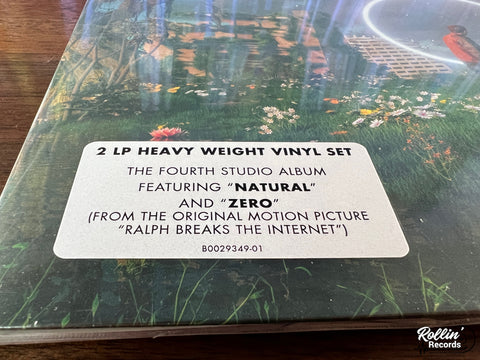 2 LP HEAVY WEIGHT VINYL SET
THE FOURTH STUDIO ALBUM
FEATURING "NATURAL"
AND "ZERO"
(FROM THE ORIGINAL MOTION PICTURE
"RALPH BREAKS THE INTERNET")
B0029349-01
Rollin'
Records